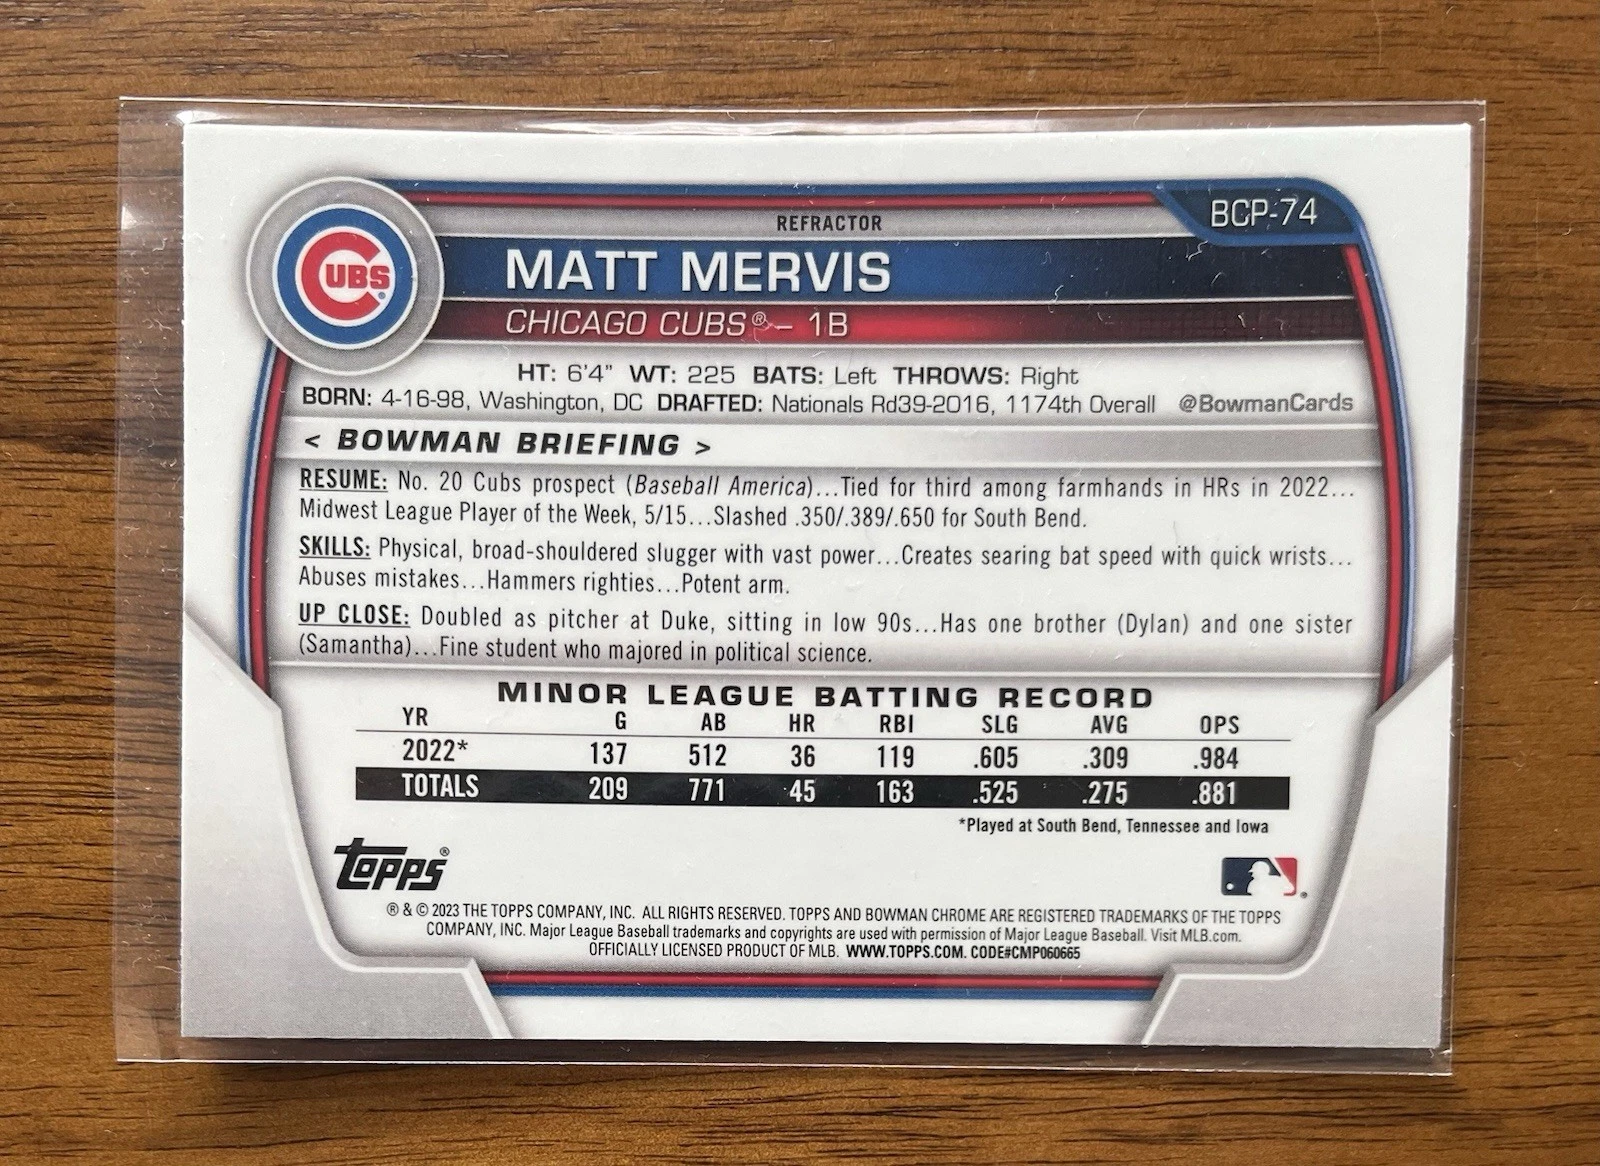 BCP-74
REFRACTOR
CUBS®
MATT MERVIS
CHICAGO CUBS® – 1B
HT: 6'4" WT: 225 BATS: Left THROWS: Right
BORN: 4-16-98, Washington, DC DRAFTED: Nationals Rd39-2016, 1174th Overall @BowmanCards
< BOWMAN BRIEFING >
RESUME: No. 20 Cubs prospect (Baseball America)...Tied for third among farmhands in HRs in 2022...
Midwest League Player of the Week, 5/15...Slashed .350/.389/.650 for South Bend.
SKILLS: Physical, broad-shouldered slugger with vast power...Creates searing bat speed with quick wrists...
Abuses mistakes...Hammers righties...Potent arm.
UP CLOSE: Doubled as pitcher at Duke, sitting in low 90s...Has one brother (Dylan) and one sister
(Samantha)...Fine student who majored in political science.
MINOR LEAGUE BATTING RECORD
YR G AB HR RBI SLG AVG OPS
2022* 137 512 36 119 .605 .309 .984
TOTALS 209 771 45 163 .525 .275 .881
*Played at South Bend, Tennessee and Iowa
Topps®
® & © 2023 THE TOPPS COMPANY, INC. ALL RIGHTS RESERVED. TOPPS AND BOWMAN CHROME ARE REGISTERED TRADEMARKS OF THE TOPPS
COMPANY, INC. Major League Baseball trademarks and copyrights are used with permission of Major League Baseball. Visit MLB.com.
OFFICIALLY LICENSED PRODUCT OF MLB. WWW.TOPPS.COM. CODE#CMP060665